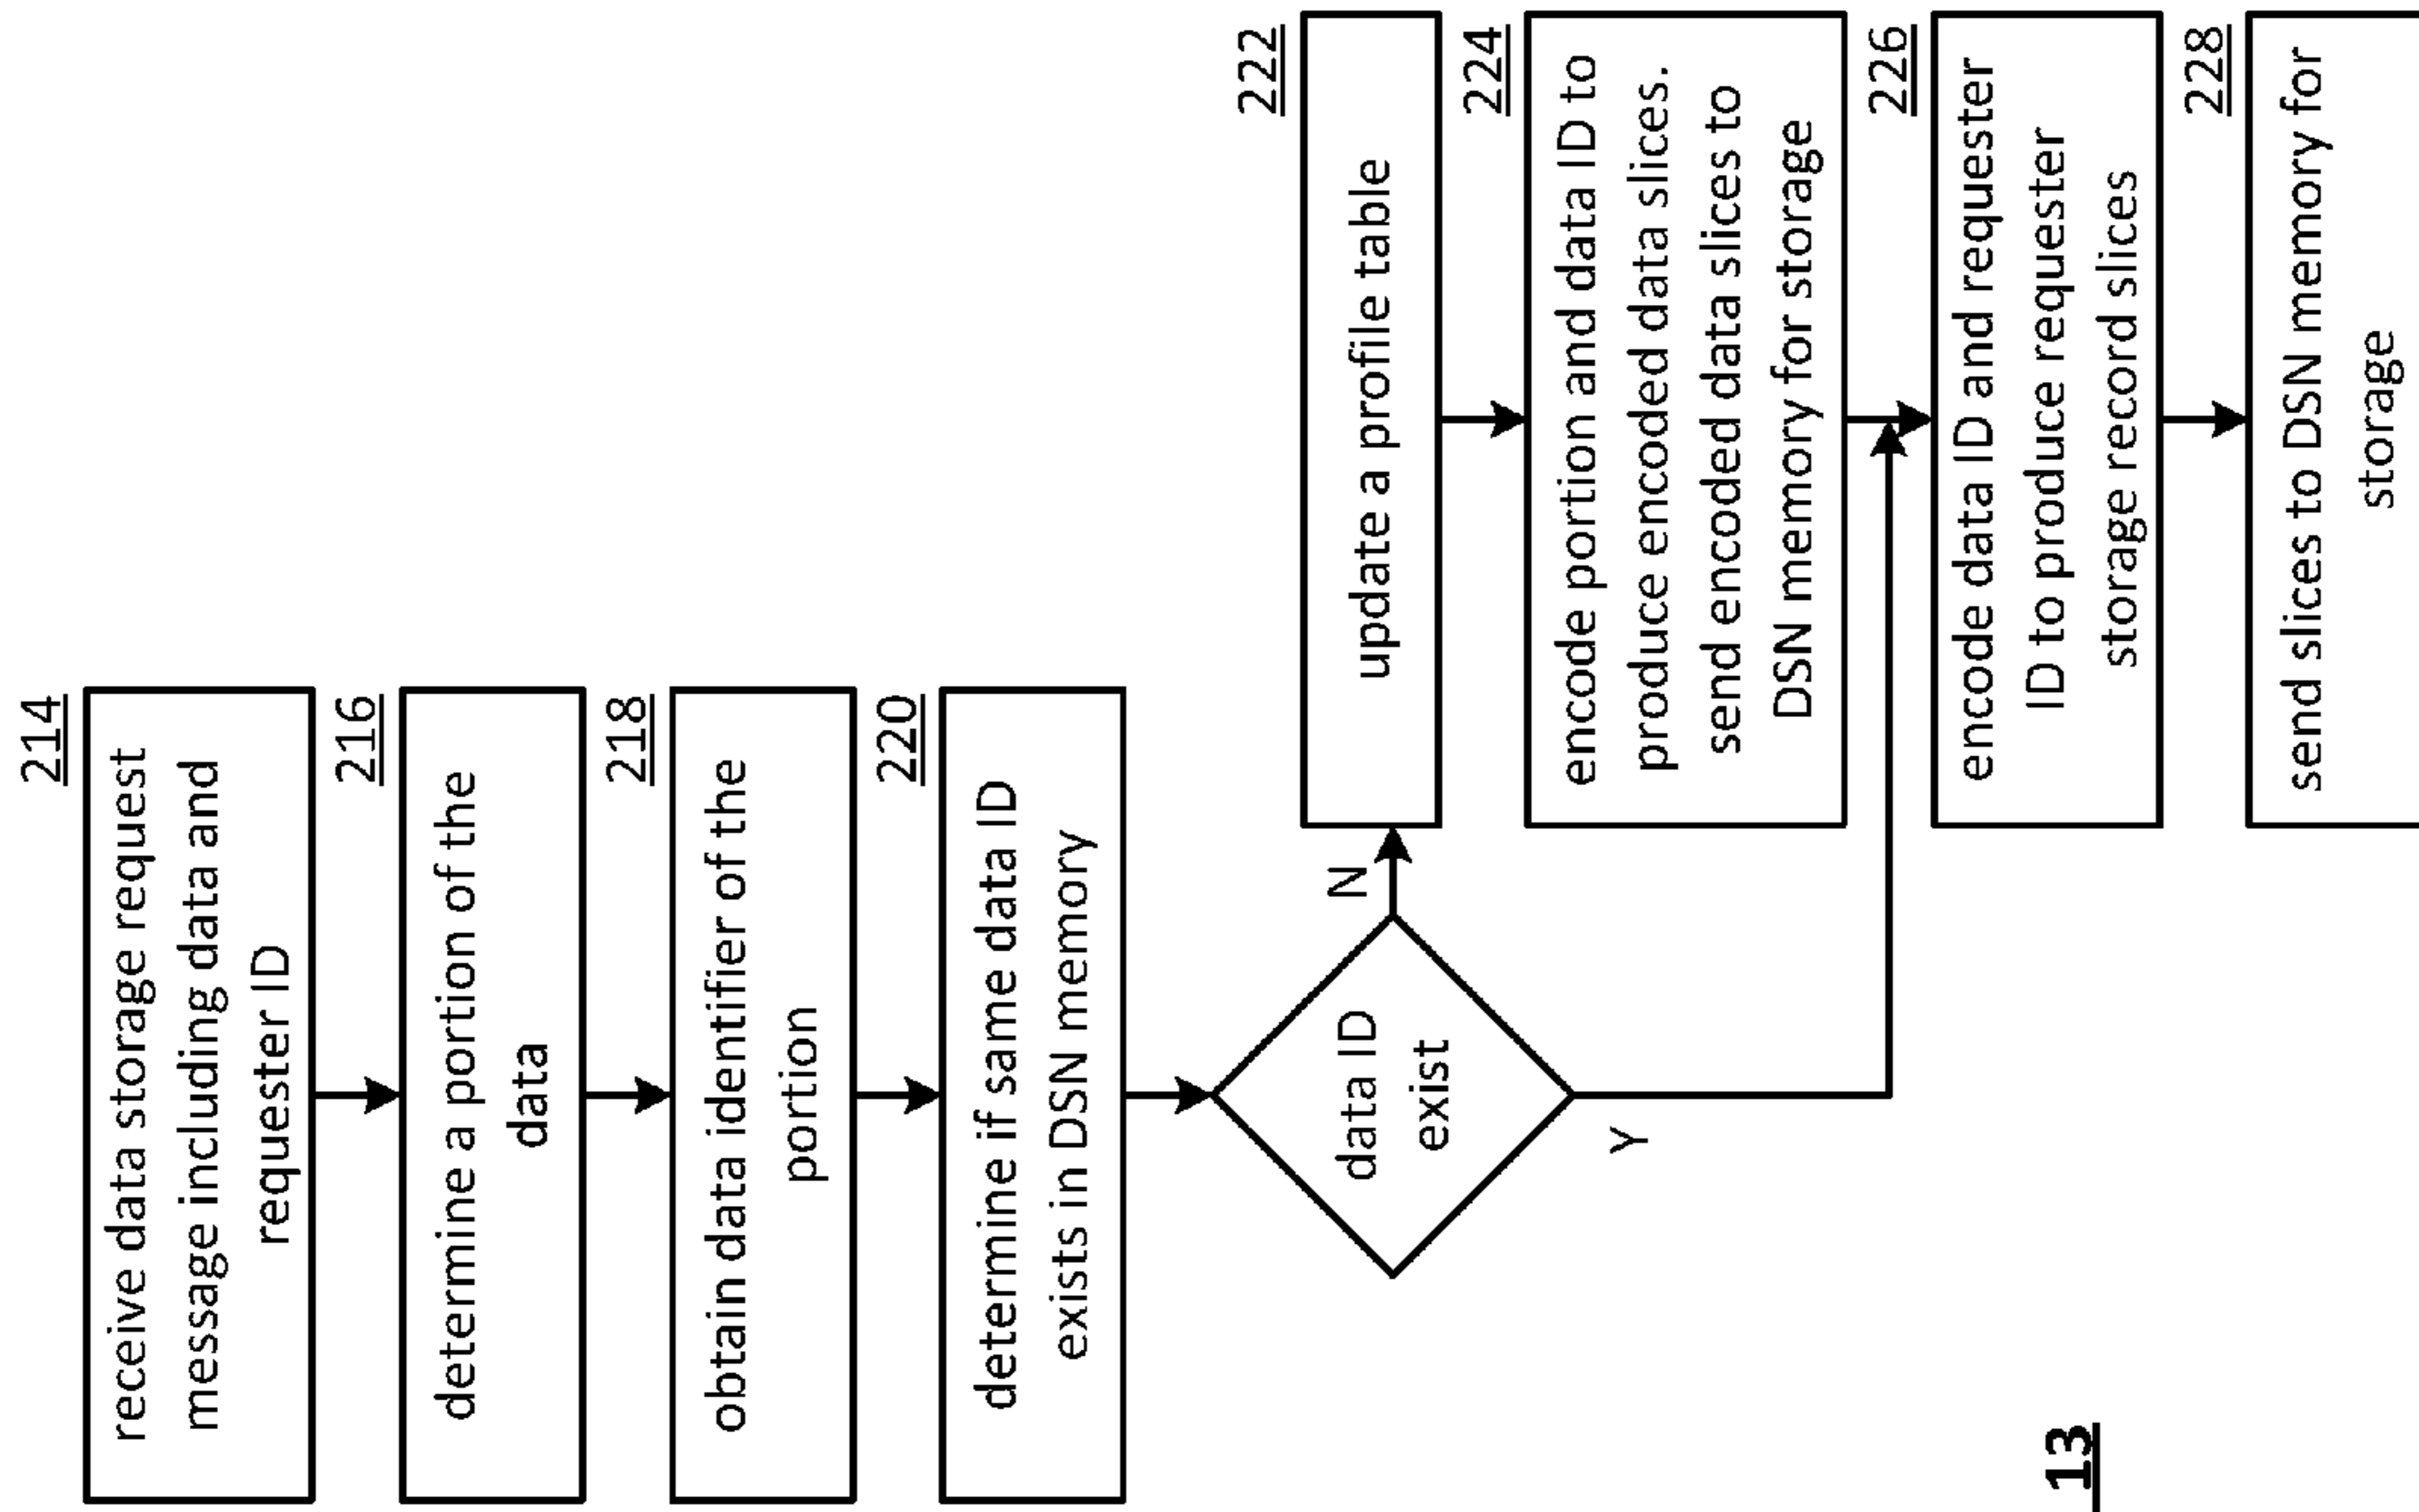 214
receive data storage request
message including data and
requester ID
216
determine a portion of the
data
218
obtain data identifier of the
portion
220
determine if same data ID
exists in DSN memory
data ID
exist
N
Y
222
update a profile table
224
encode portion and data ID to
produce encoded data slices.
send encoded data slices to
DSN memory for storage
226
encode data ID and requester
ID to produce requester
storage record slices
228
send slices to DSN memory for
storage
13